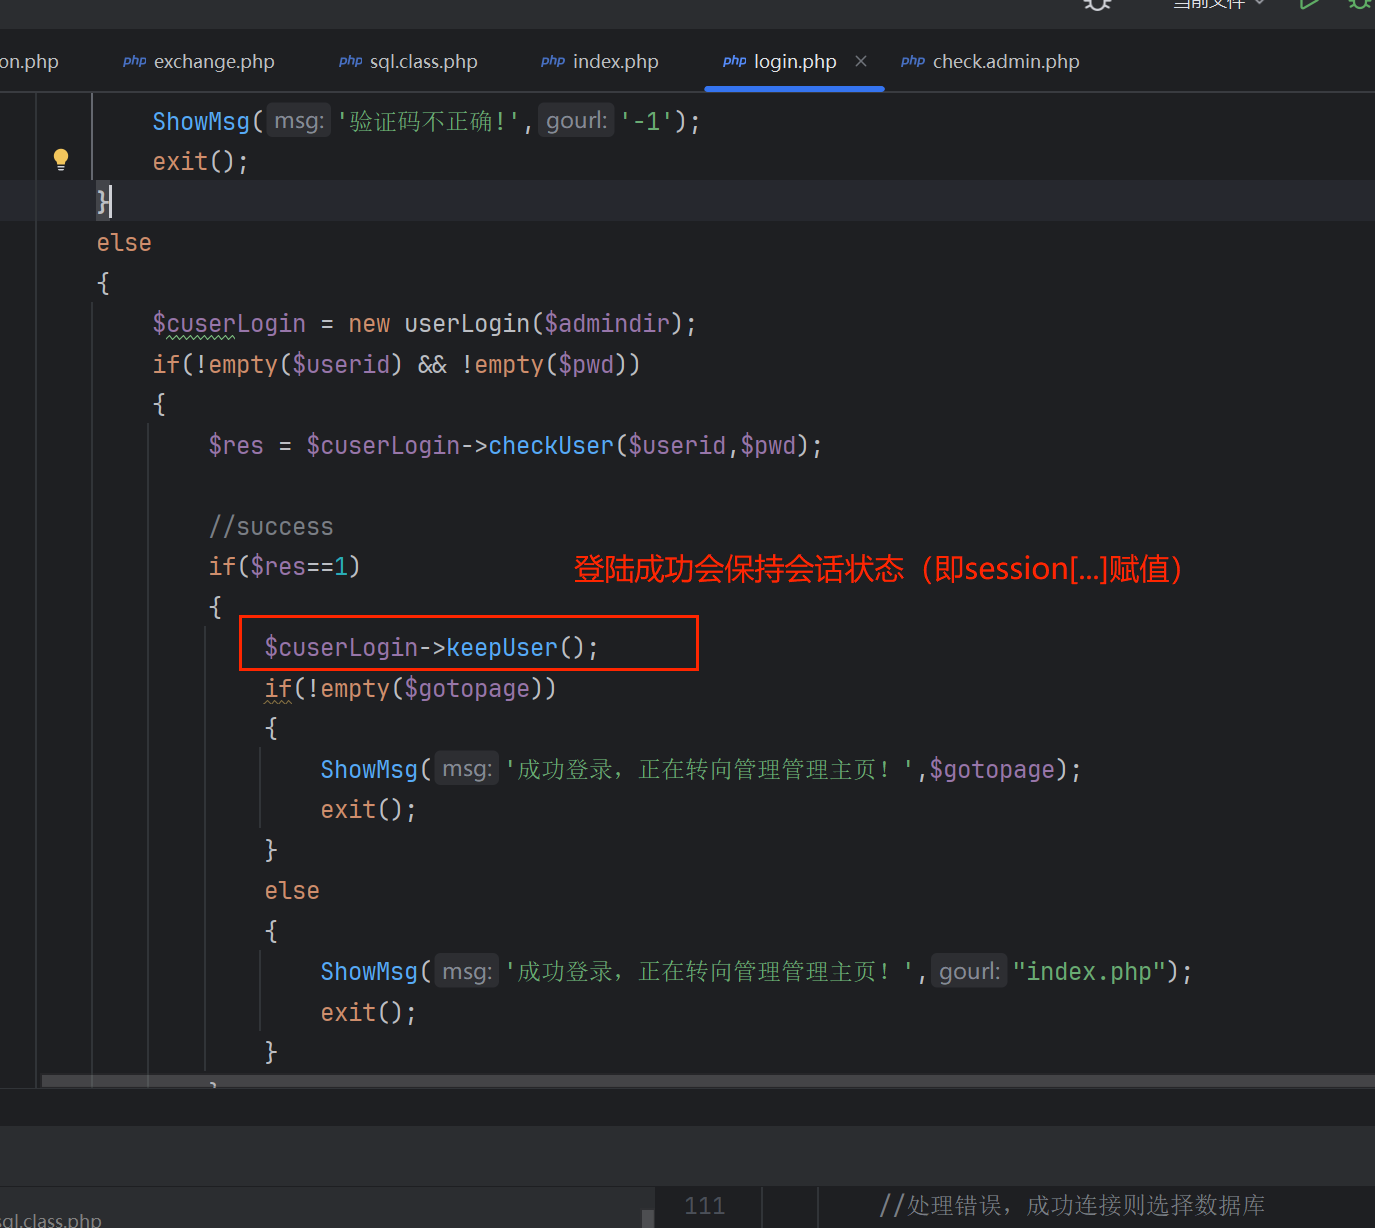 当前文件
on.php php exchange.php php sql.class.php php index.php php login.php × php check.admin.php
ShowMsg( msg: '验证码不正确!', gourl: '-1');
exit();
}
else
{
$cuserLogin = new userLogin($admindir);
if(!empty($userid) && !empty($pwd))
{
$res = $cuserLogin->checkUser($userid,$pwd);
//success
if($res==1)
登陆成功会保持会话状态（即session[...]赋值）
{
$cuserLogin->keepUser();
if(!empty($gotopage))
{
ShowMsg( msg: '成功登录，正在转向管理管理主页！',$gotopage);
exit();
}
else
{
ShowMsg( msg: '成功登录，正在转向管理管理主页！', gourl: "index.php");
exit();
}
}
111 //处理错误，成功连接则选择数据库
sql.class.php